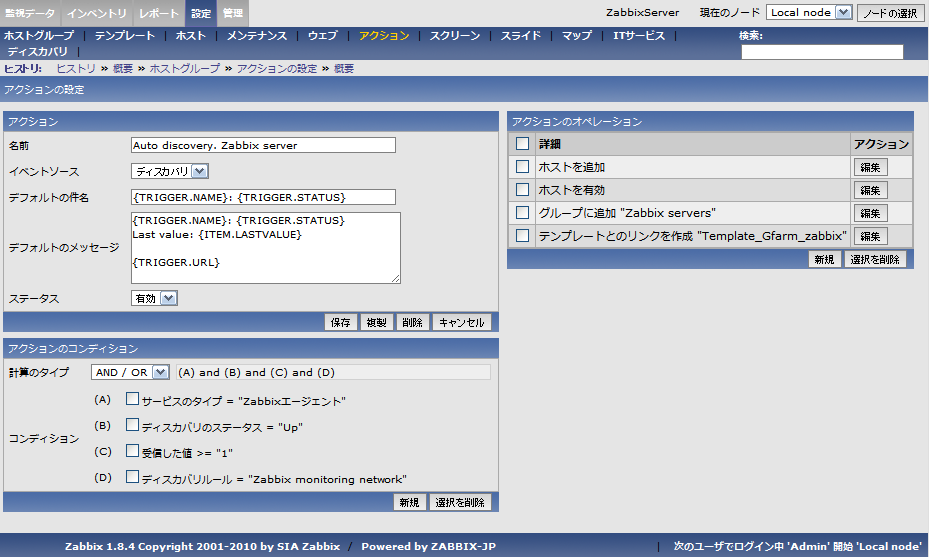 監視データ インベントリ レポート 設定 管理 ZabbixServer 現在のノード Local node ノードの選択
ホストグループ | テンプレート | ホスト | メンテナンス | ウェブ | アクション | スクリーン | スライド | マップ | ITサービス | 検索:
ディスカバリ |
ヒストリ: ヒストリ » 概要 » ホストグループ » アクションの設定 » 概要
アクションの設定
アクション
名前 Auto discovery. Zabbix server
イベントソース ディスカバリ
デフォルトの件名 {TRIGGER.NAME}: {TRIGGER.STATUS}
デフォルトのメッセージ
{TRIGGER.NAME}: {TRIGGER.STATUS}
Last value: {ITEM.LASTVALUE}
{TRIGGER.URL}
ステータス 有効
保存 複製 削除 キャンセル
アクションのコンディション
計算のタイプ AND / OR (A) and (B) and (C) and (D)
コンディション
(A) サービスのタイプ = "Zabbixエージェント"
(B) ディスカバリのステータス = "Up"
(C) 受信した値 >= "1"
(D) ディスカバリルール = "Zabbix monitoring network"
新規 選択を削除
アクションのオペレーション
詳細 アクション
ホストを追加 編集
ホストを有効 編集
グループに追加 "Zabbix servers" 編集
テンプレートとのリンクを作成 "Template_Gfarm_zabbix" 編集
新規 選択を削除
Zabbix 1.8.4 Copyright 2001-2010 by SIA Zabbix / Powered by ZABBIX-JP | 次のユーザでログイン中 'Admin' 開始 'Local node'